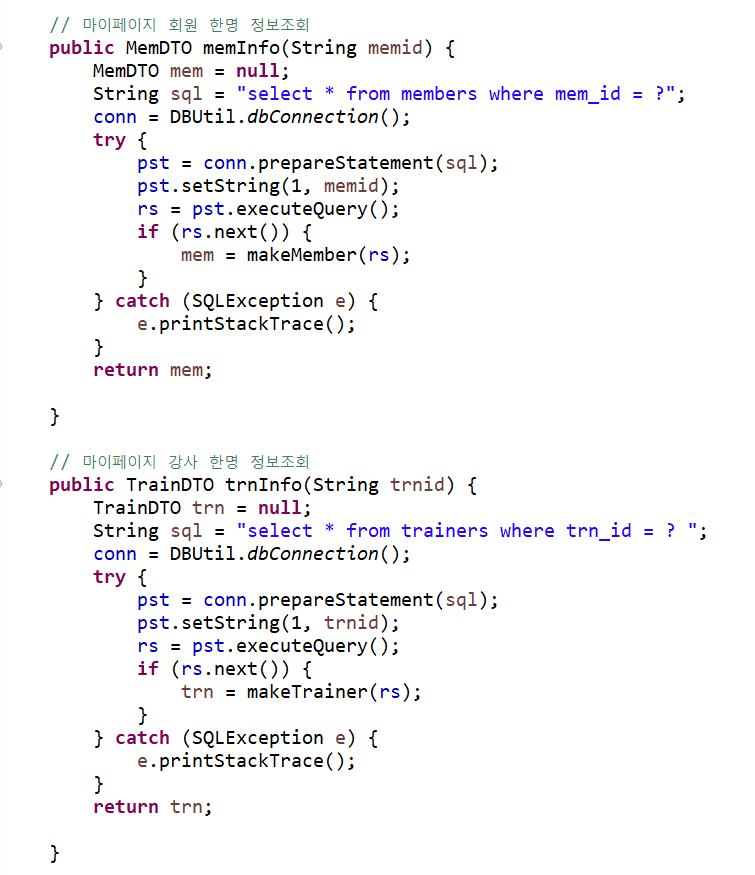 // 마이페이지 회원 한명 정보조회
public MemDTO memInfo(String memid) {
MemDTO mem = null;
String sql = "select * from members where mem_id = ?";
conn = DBUtil.dbConnection();
try {
pst = conn.prepareStatement(sql);
pst.setString(1, memid);
rs = pst.executeQuery();
if (rs.next()) {
mem = makeMember(rs);
}
} catch (SQLException e) {
e.printStackTrace();
}
return mem;
}
// 마이페이지 강사 한명 정보조회
public TrainDTO trnInfo(String trnid) {
TrainDTO trn = null;
String sql = "select * from trainers where trn_id = ? ";
conn = DBUtil.dbConnection();
try {
pst = conn.prepareStatement(sql);
pst.setString(1, trnid);
rs = pst.executeQuery();
if (rs.next()) {
trn = makeTrainer(rs);
}
} catch (SQLException e) {
e.printStackTrace();
}
return trn;
}